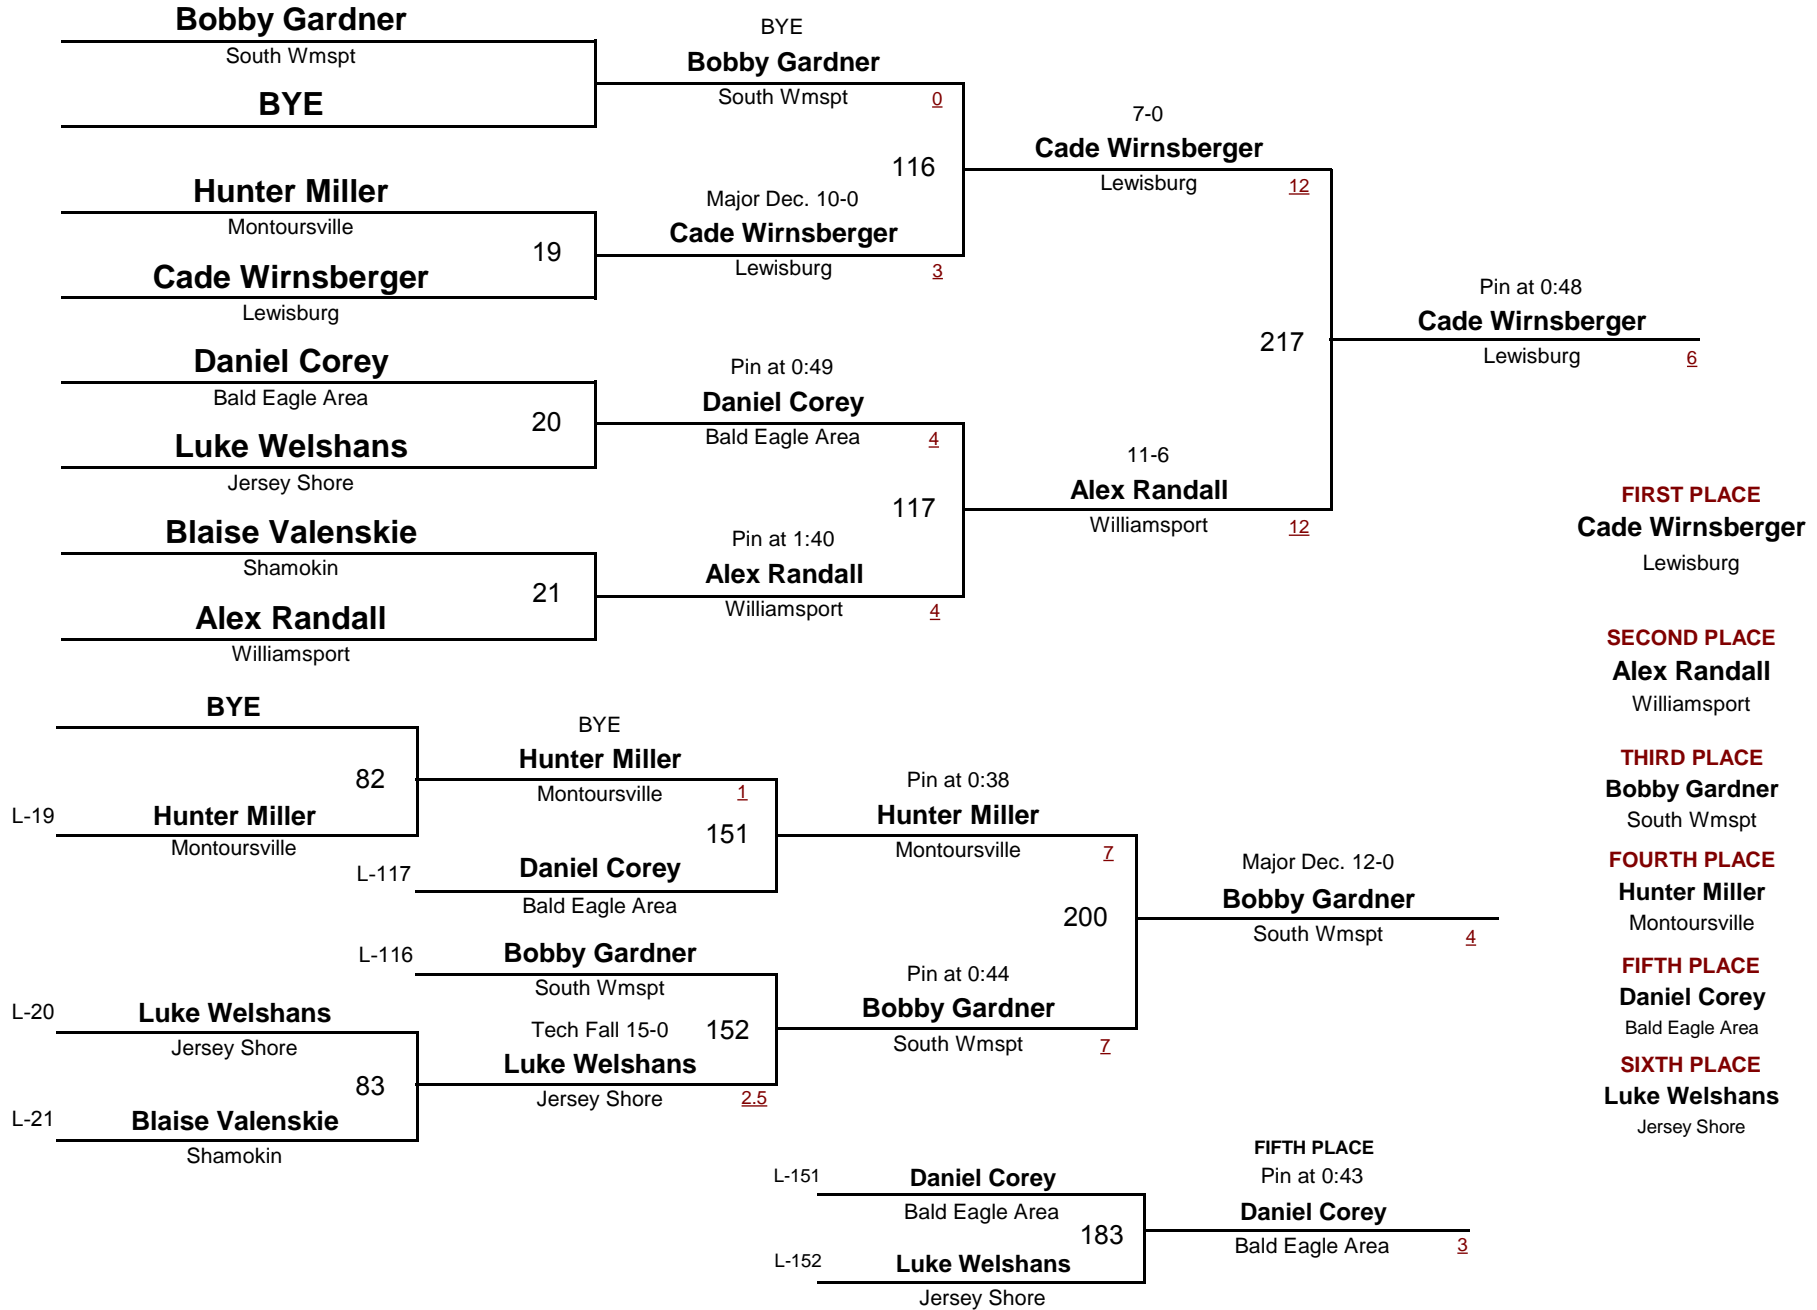 Bobby Gardner
South Wmspt
BYE
Hunter Miller
Montoursville
19
Cade Wirnsberger
Lewisburg
Daniel Corey
Bald Eagle Area
20
Luke Welshans
Jersey Shore
Blaise Valenskie
Shamokin
21
Alex Randall
Williamsport
BYE
Bobby Gardner
South Wmspt
0
116
Major Dec. 10-0
Cade Wirnsberger
Lewisburg
3
Pin at 0:49
Daniel Corey
Bald Eagle Area
4
117
Pin at 1:40
Alex Randall
Williamsport
4
7-0
Cade Wirnsberger
Lewisburg
12
217
11-6
Alex Randall
Williamsport
12
Pin at 0:48
Cade Wirnsberger
Lewisburg
6
BYE
82
L-19
Hunter Miller
Montoursville
L-20
Luke Welshans
Jersey Shore
83
L-21
Blaise Valenskie
Shamokin
BYE
Hunter Miller
Montoursville
1
151
L-117
Daniel Corey
Bald Eagle Area
L-116
Bobby Gardner
South Wmspt
Tech Fall 15-0
152
Luke Welshans
Jersey Shore
2.5
Pin at 0:38
Hunter Miller
Montoursville
7
200
Pin at 0:44
Bobby Gardner
South Wmspt
7
Major Dec. 12-0
Bobby Gardner
South Wmspt
4
L-151
Daniel Corey
Bald Eagle Area
183
L-152
Luke Welshans
Jersey Shore
FIFTH PLACE
Pin at 0:43
Daniel Corey
Bald Eagle Area
3
FIRST PLACE
Cade Wirnsberger
Lewisburg
SECOND PLACE
Alex Randall
Williamsport
THIRD PLACE
Bobby Gardner
South Wmspt
FOURTH PLACE
Hunter Miller
Montoursville
FIFTH PLACE
Daniel Corey
Bald Eagle Area
SIXTH PLACE
Luke Welshans
Jersey Shore